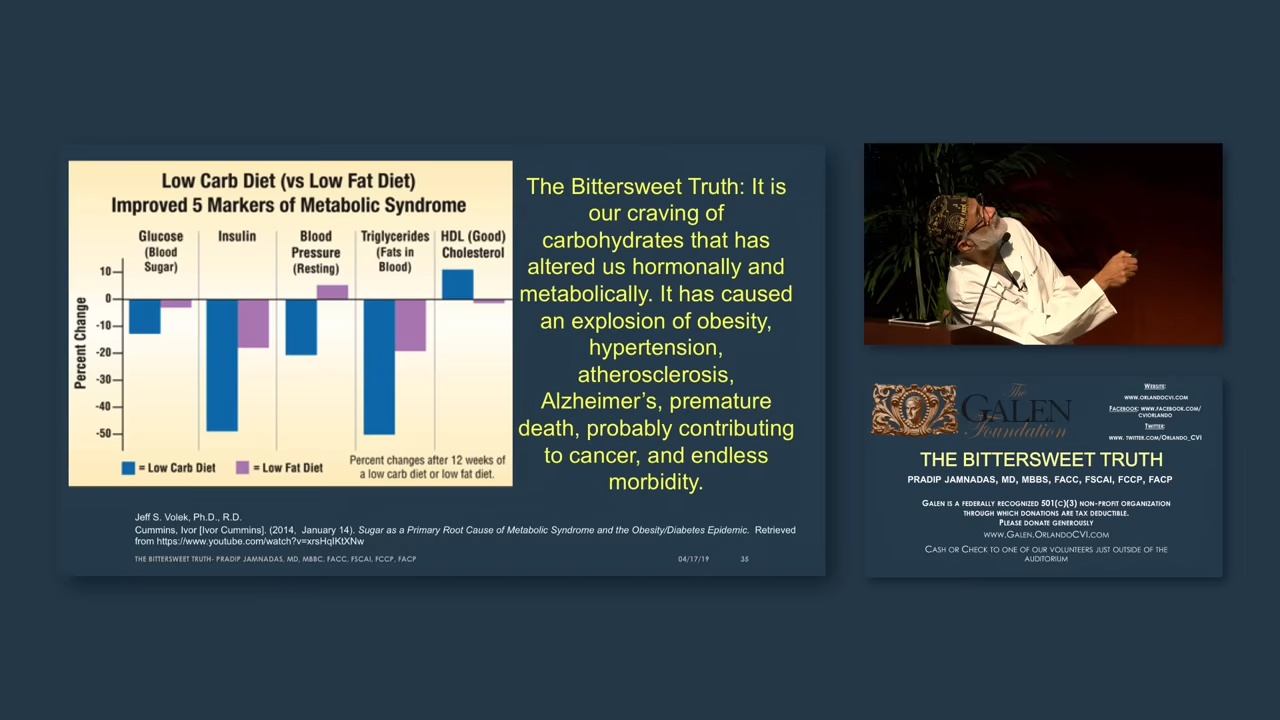 Low Carb Diet (vs Low Fat Diet)
Improved 5 Markers of Metabolic Syndrome
Glucose
(Blood
Sugar)
Insulin
Blood
Pressure
(Resting)
Triglycerides
(Fats in
Blood)
HDL (Good)
Cholesterol
Percent Change
10
0
-10
-20
-30
-40
-50
= Low Carb Diet
= Low Fat Diet
Percent changes after 12 weeks of
a low carb diet or low fat diet.
The Bittersweet Truth: It is
our craving of
carbohydrates that has
altered us hormonally and
metabolically. It has caused
an explosion of obesity,
hypertension,
atherosclerosis,
Alzheimer’s, premature
death, probably contributing
to cancer, and endless
morbidity.
Jeff S. Volek, Ph.D., R.D.
Cummins, Ivor [Ivor Cummins]. (2014, January 14). Sugar as a Primary Root Cause of Metabolic Syndrome and the Obesity/Diabetes Epidemic. Retrieved
from https://www.youtube.com/watch?v=xrsHqIKtXNw
THE BITTERSWEET TRUTH- PRADIP JAMNADAS, MD, MBBC, FACC, FSCAI, FCCP, FACP
04/17/19
35
The
GALEN
Foundation
WEBSITE:
WWW.ORLANDOCVI.COM
FACEBOOK: WWW.FACEBOOK.COM/
CVIORLANDO
TWITTER:
WWW. TWITTER.COM/ORLANDO_CVI
THE BITTERSWEET TRUTH
PRADIP JAMNADAS, MD, MBBS, FACC, FSCAI, FCCP, FACP
GALEN IS A FEDERALLY RECOGNIZED 501(C)(3) NON-PROFIT ORGANIZATION
THROUGH WHICH DONATIONS ARE TAX DEDUCTIBLE.
PLEASE DONATE GENEROUSLY
WWW.GALEN.ORLANDOCVI.COM
CASH OR CHECK TO ONE OF OUR VOLUNTEERS JUST OUTSIDE OF THE
AUDITORIUM